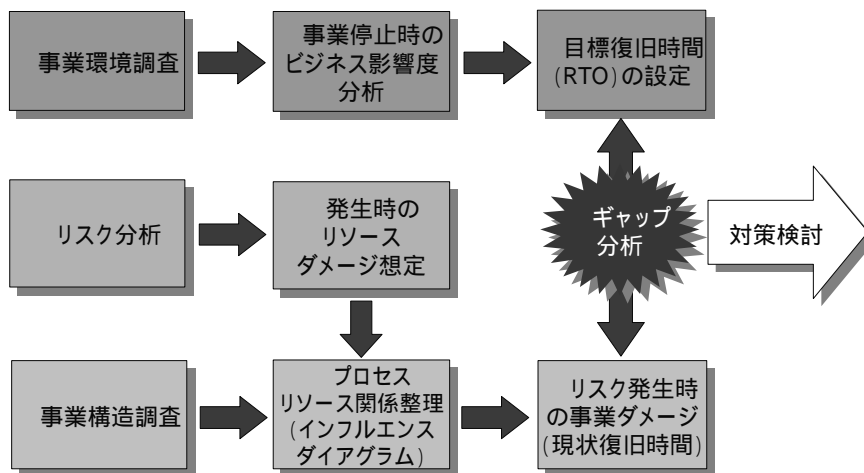 事業環境調査
事業停止時の
ビジネス影響度
分析
目標復旧時間
(RTO)の設定
リスク分析
発生時の
リソース
ダメージ想定
ギャップ
分析
対策検討
事業構造調査
プロセス
リソース関係整理
(インフルエンス
ダイアグラム)
リスク発生時
の事業ダメージ
(現状復旧時間)